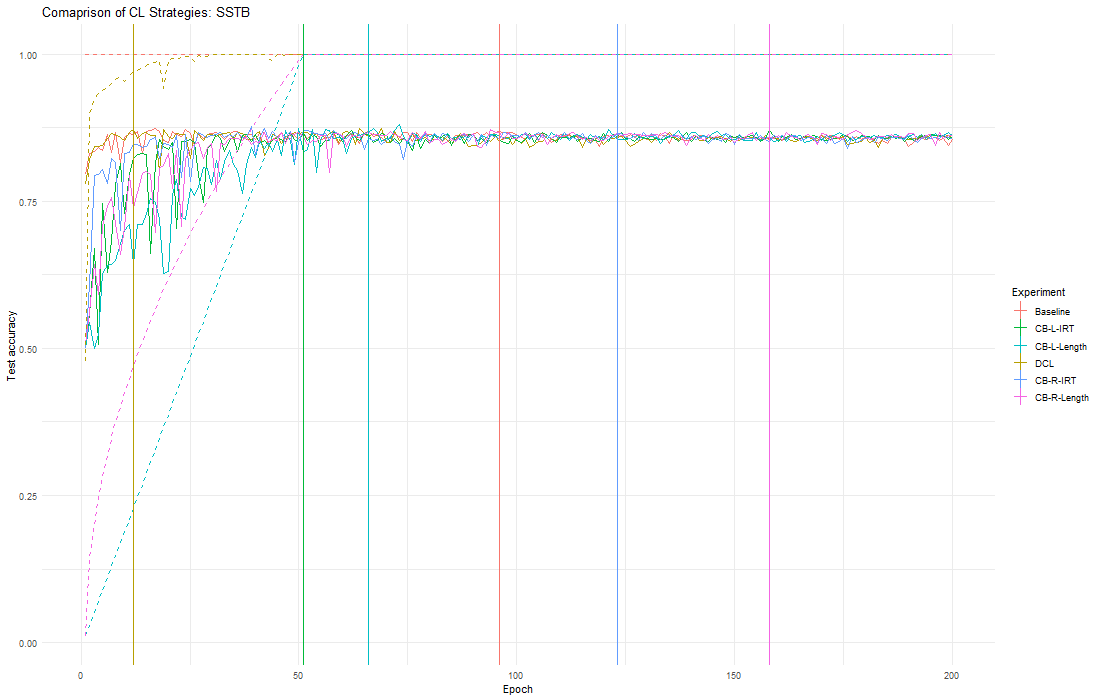 Comaprison of CL Strategies: SSTB
Test accuracy
1.00
0.75
0.50
0.25
0.00
0
50
100
150
200
Epoch
Experiment
Baseline
CB-L-IRT
CB-L-Length
DCL
CB-R-IRT
CB-R-Length